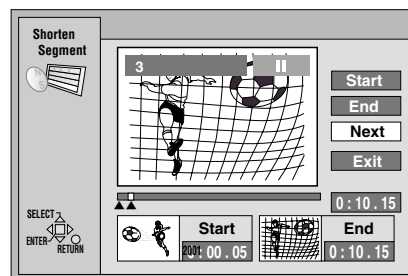 Shorten
Segment
3
Start
End
Next
Exit
0:10.15
SELECT
ENTER
RETURN
Start
00.05
End
0:10.15